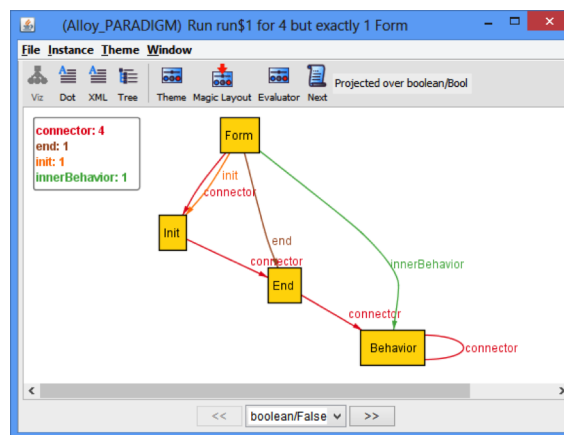 (Alloy_PARADIGM) Run run$1 for 4 but exactly 1 Form
File Instance Theme Window
Viz Dot XML Tree Theme Magic Layout Evaluator Next Projected over boolean/Bool
connector: 4
end: 1
init: 1
innerBehavior: 1
Form
init
connector
Init
end
connector
innerBehavior
End
connector
Behavior
connector
<< boolean/False >>